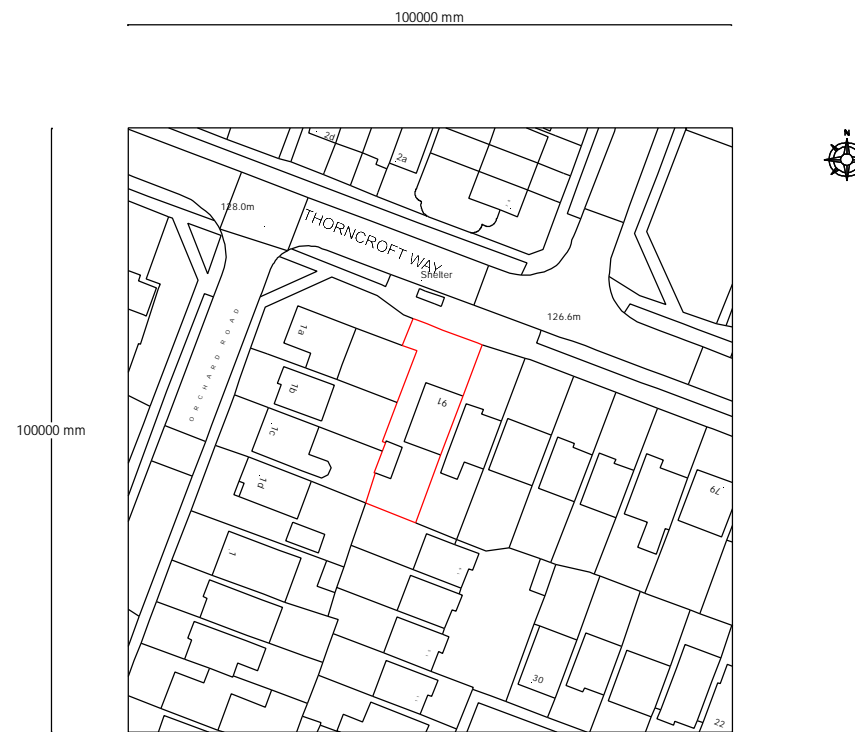 100000 mm
N
2d
2a
128.0m
THORNCROFT WAY
Shelter
126.6m
ORCHARD ROAD
1a
1b
91
1c
100000 mm
1d
79
1
30
22